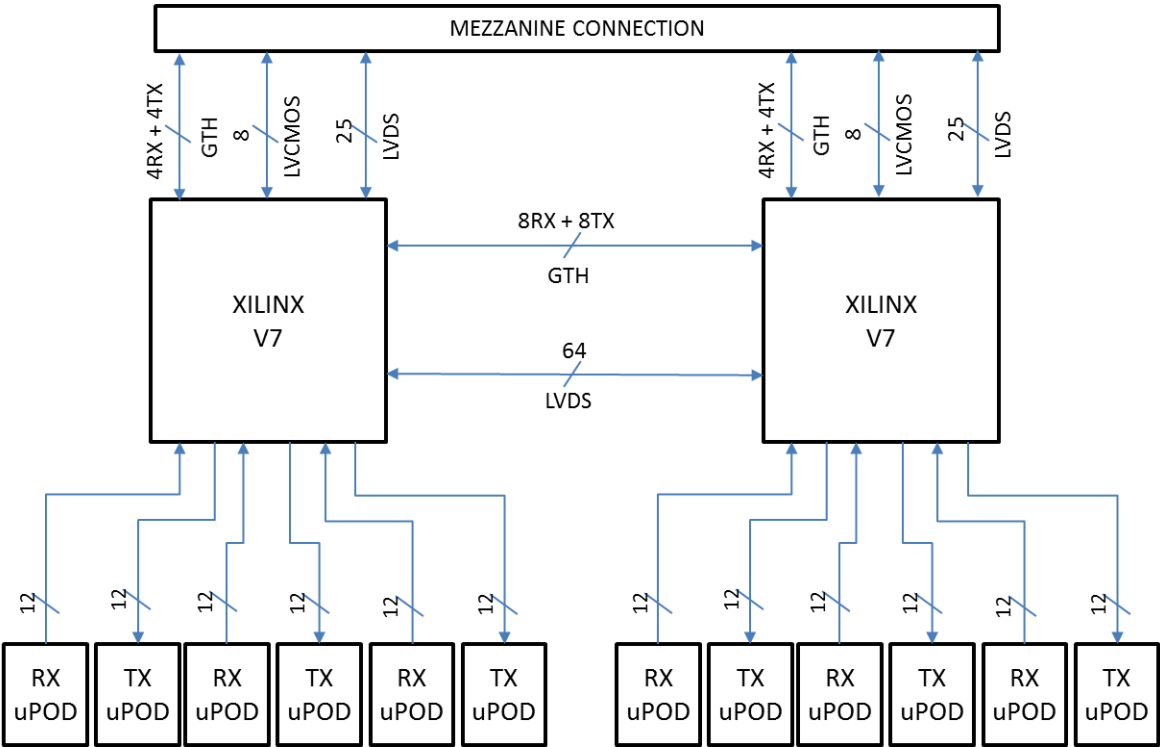 MEZZANINE CONNECTION
4RX + 4TX
GTH
8
LVCMOS
25
LVDS
4RX + 4TX
GTH
8
LVCMOS
25
LVDS
8RX + 8TX
GTH
XILINX
V7
XILINX
V7
64
LVDS
12
12
12
12
12
12
12
12
12
12
12
12
RX
uPOD
TX
uPOD
RX
uPOD
TX
uPOD
RX
uPOD
TX
uPOD
RX
uPOD
TX
uPOD
RX
uPOD
TX
uPOD
RX
uPOD
TX
uPOD